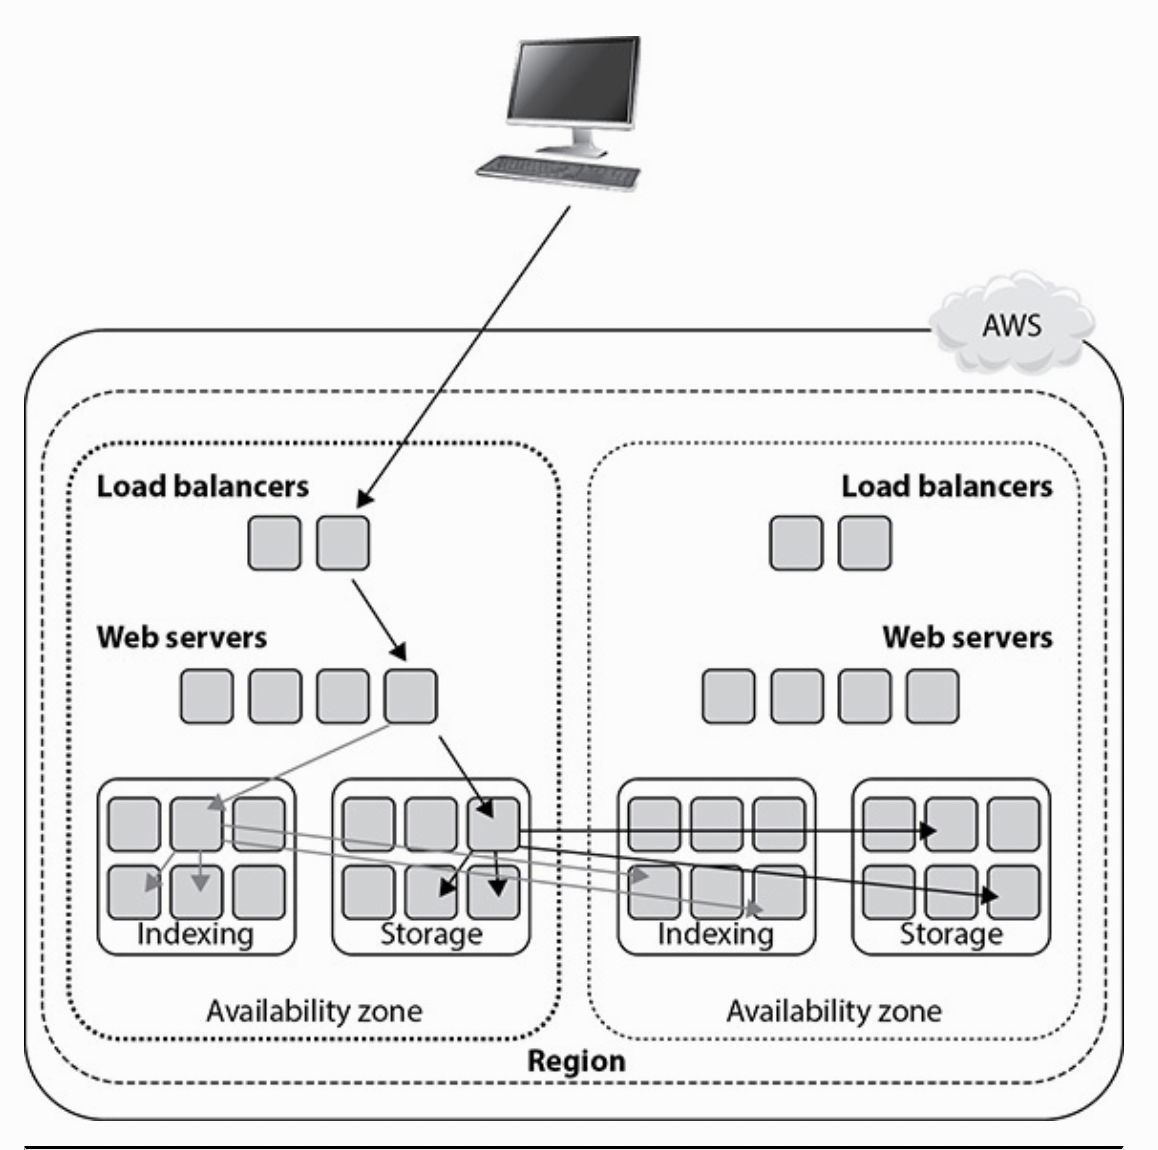 AWS
Load balancers
Load balancers
Web servers
Web servers
Indexing
Storage
Indexing
Storage
Availability zone
Availability zone
Region